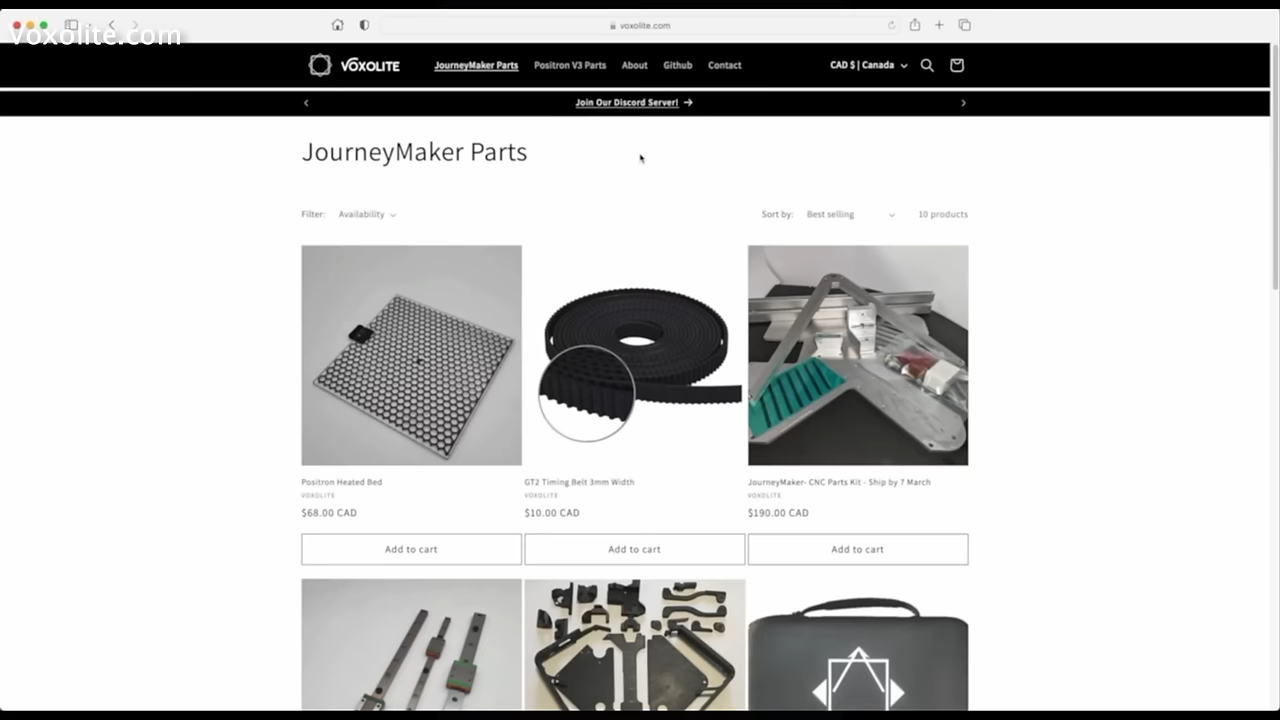 voxolite.com
Voxolite.com
VOXOLITE
JourneyMaker Parts
Positron V3 Parts
About
Github
Contact
CAD $ | Canada
Join Our Discord Server!
JourneyMaker Parts
Filter:
Availability
Sort by:
Best selling
10 products
Positron Heated Bed
VOXOLITE
$68.00 CAD
Add to cart
GT2 Timing Belt 3mm Width
VOXOLITE
$10.00 CAD
Add to cart
JourneyMaker- CNC Parts Kit - Ship by 7 March
VOXOLITE
$190.00 CAD
Add to cart